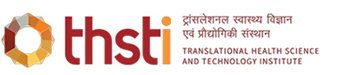 thsti
ट्रांसलेशनल स्वास्थ्य विज्ञान
एवं प्रौद्योगिकी संस्थान
TRANSLATIONAL HEALTH SCIENCE
AND TECHNOLOGY INSTITUTE